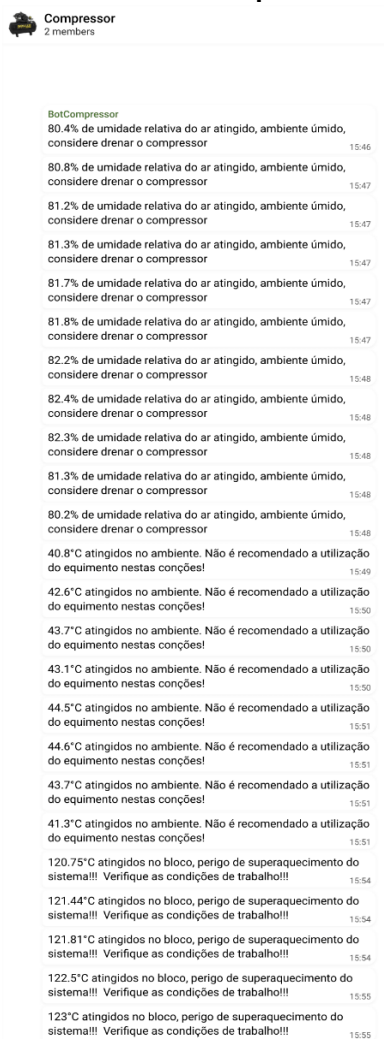 Compressor
2 members
BotCompressor
80.4% de umidade relativa do ar atingido, ambiente úmido,
considere drenar o compressor
15:46
80.8% de umidade relativa do ar atingido, ambiente úmido,
considere drenar o compressor
15:47
81.2% de umidade relativa do ar atingido, ambiente úmido,
considere drenar o compressor
15:47
81.3% de umidade relativa do ar atingido, ambiente úmido,
considere drenar o compressor
15:47
81.7% de umidade relativa do ar atingido, ambiente úmido,
considere drenar o compressor
15:47
81.8% de umidade relativa do ar atingido, ambiente úmido,
considere drenar o compressor
15:47
82.2% de umidade relativa do ar atingido, ambiente úmido,
considere drenar o compressor
15:48
82.4% de umidade relativa do ar atingido, ambiente úmido,
considere drenar o compressor
15:48
82.3% de umidade relativa do ar atingido, ambiente úmido,
considere drenar o compressor
15:48
81.3% de umidade relativa do ar atingido, ambiente úmido,
considere drenar o compressor
15:48
80.2% de umidade relativa do ar atingido, ambiente úmido,
considere drenar o compressor
15:48
40.8°C atingidos no ambiente. Não é recomendado a utilização
do equimento nestas conções!
15:49
42.6°C atingidos no ambiente. Não é recomendado a utilização
do equimento nestas conções!
15:50
43.7°C atingidos no ambiente. Não é recomendado a utilização
do equimento nestas conções!
15:50
43.1°C atingidos no ambiente. Não é recomendado a utilização
do equimento nestas conções!
15:50
44.5°C atingidos no ambiente. Não é recomendado a utilização
do equimento nestas conções!
15:51
44.6°C atingidos no ambiente. Não é recomendado a utilização
do equimento nestas conções!
15:51
43.7°C atingidos no ambiente. Não é recomendado a utilização
do equimento nestas conções!
15:51
41.3°C atingidos no ambiente. Não é recomendado a utilização
do equimento nestas conções!
15:51
120.75°C atingidos no bloco, perigo de superaquecimento do
sistema!!! Verifique as condições de trabalho!!!
15:54
121.44°C atingidos no bloco, perigo de superaquecimento do
sistema!!! Verifique as condições de trabalho!!!
15:54
121.81°C atingidos no bloco, perigo de superaquecimento do
sistema!!! Verifique as condições de trabalho!!!
15:54
122.5°C atingidos no bloco, perigo de superaquecimento do
sistema!!! Verifique as condições de trabalho!!!
15:55
123°C atingidos no bloco, perigo de superaquecimento do
sistema!!! Verifique as condições de trabalho!!!
15:55